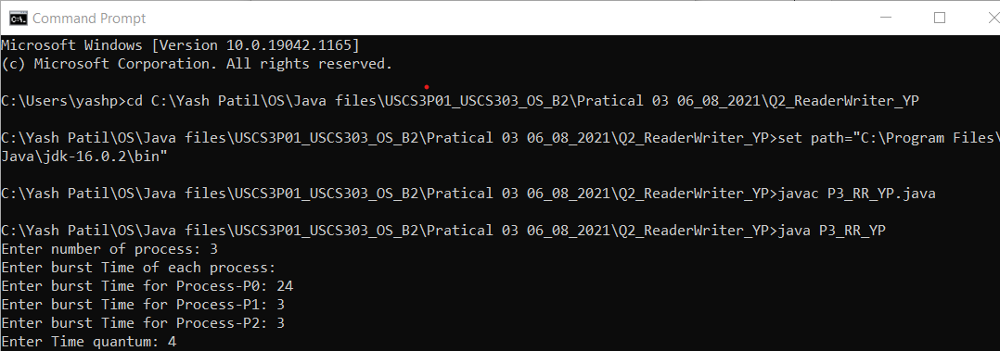 Command Prompt
Microsoft Windows [Version 10.0.19042.1165]
(c) Microsoft Corporation. All rights reserved.
C:\Users\yashp>cd C:\Yash Patil\OS\Java files\USCS3P01_USCS303_OS_B2\Pratical 03 06_08_2021\Q2_ReaderWriter_YP
C:\Yash Patil\OS\Java files\USCS3P01_USCS303_OS_B2\Pratical 03 06_08_2021\Q2_ReaderWriter_YP>set path="C:\Program Files\
Java\jdk-16.0.2\bin"
C:\Yash Patil\OS\Java files\USCS3P01_USCS303_OS_B2\Pratical 03 06_08_2021\Q2_ReaderWriter_YP>javac P3_RR_YP.java
C:\Yash Patil\OS\Java files\USCS3P01_USCS303_OS_B2\Pratical 03 06_08_2021\Q2_ReaderWriter_YP>java P3_RR_YP
Enter number of process: 3
Enter burst Time of each process:
Enter burst Time for Process-P0: 24
Enter burst Time for Process-P1: 3
Enter burst Time for Process-P2: 3
Enter Time quantum: 4